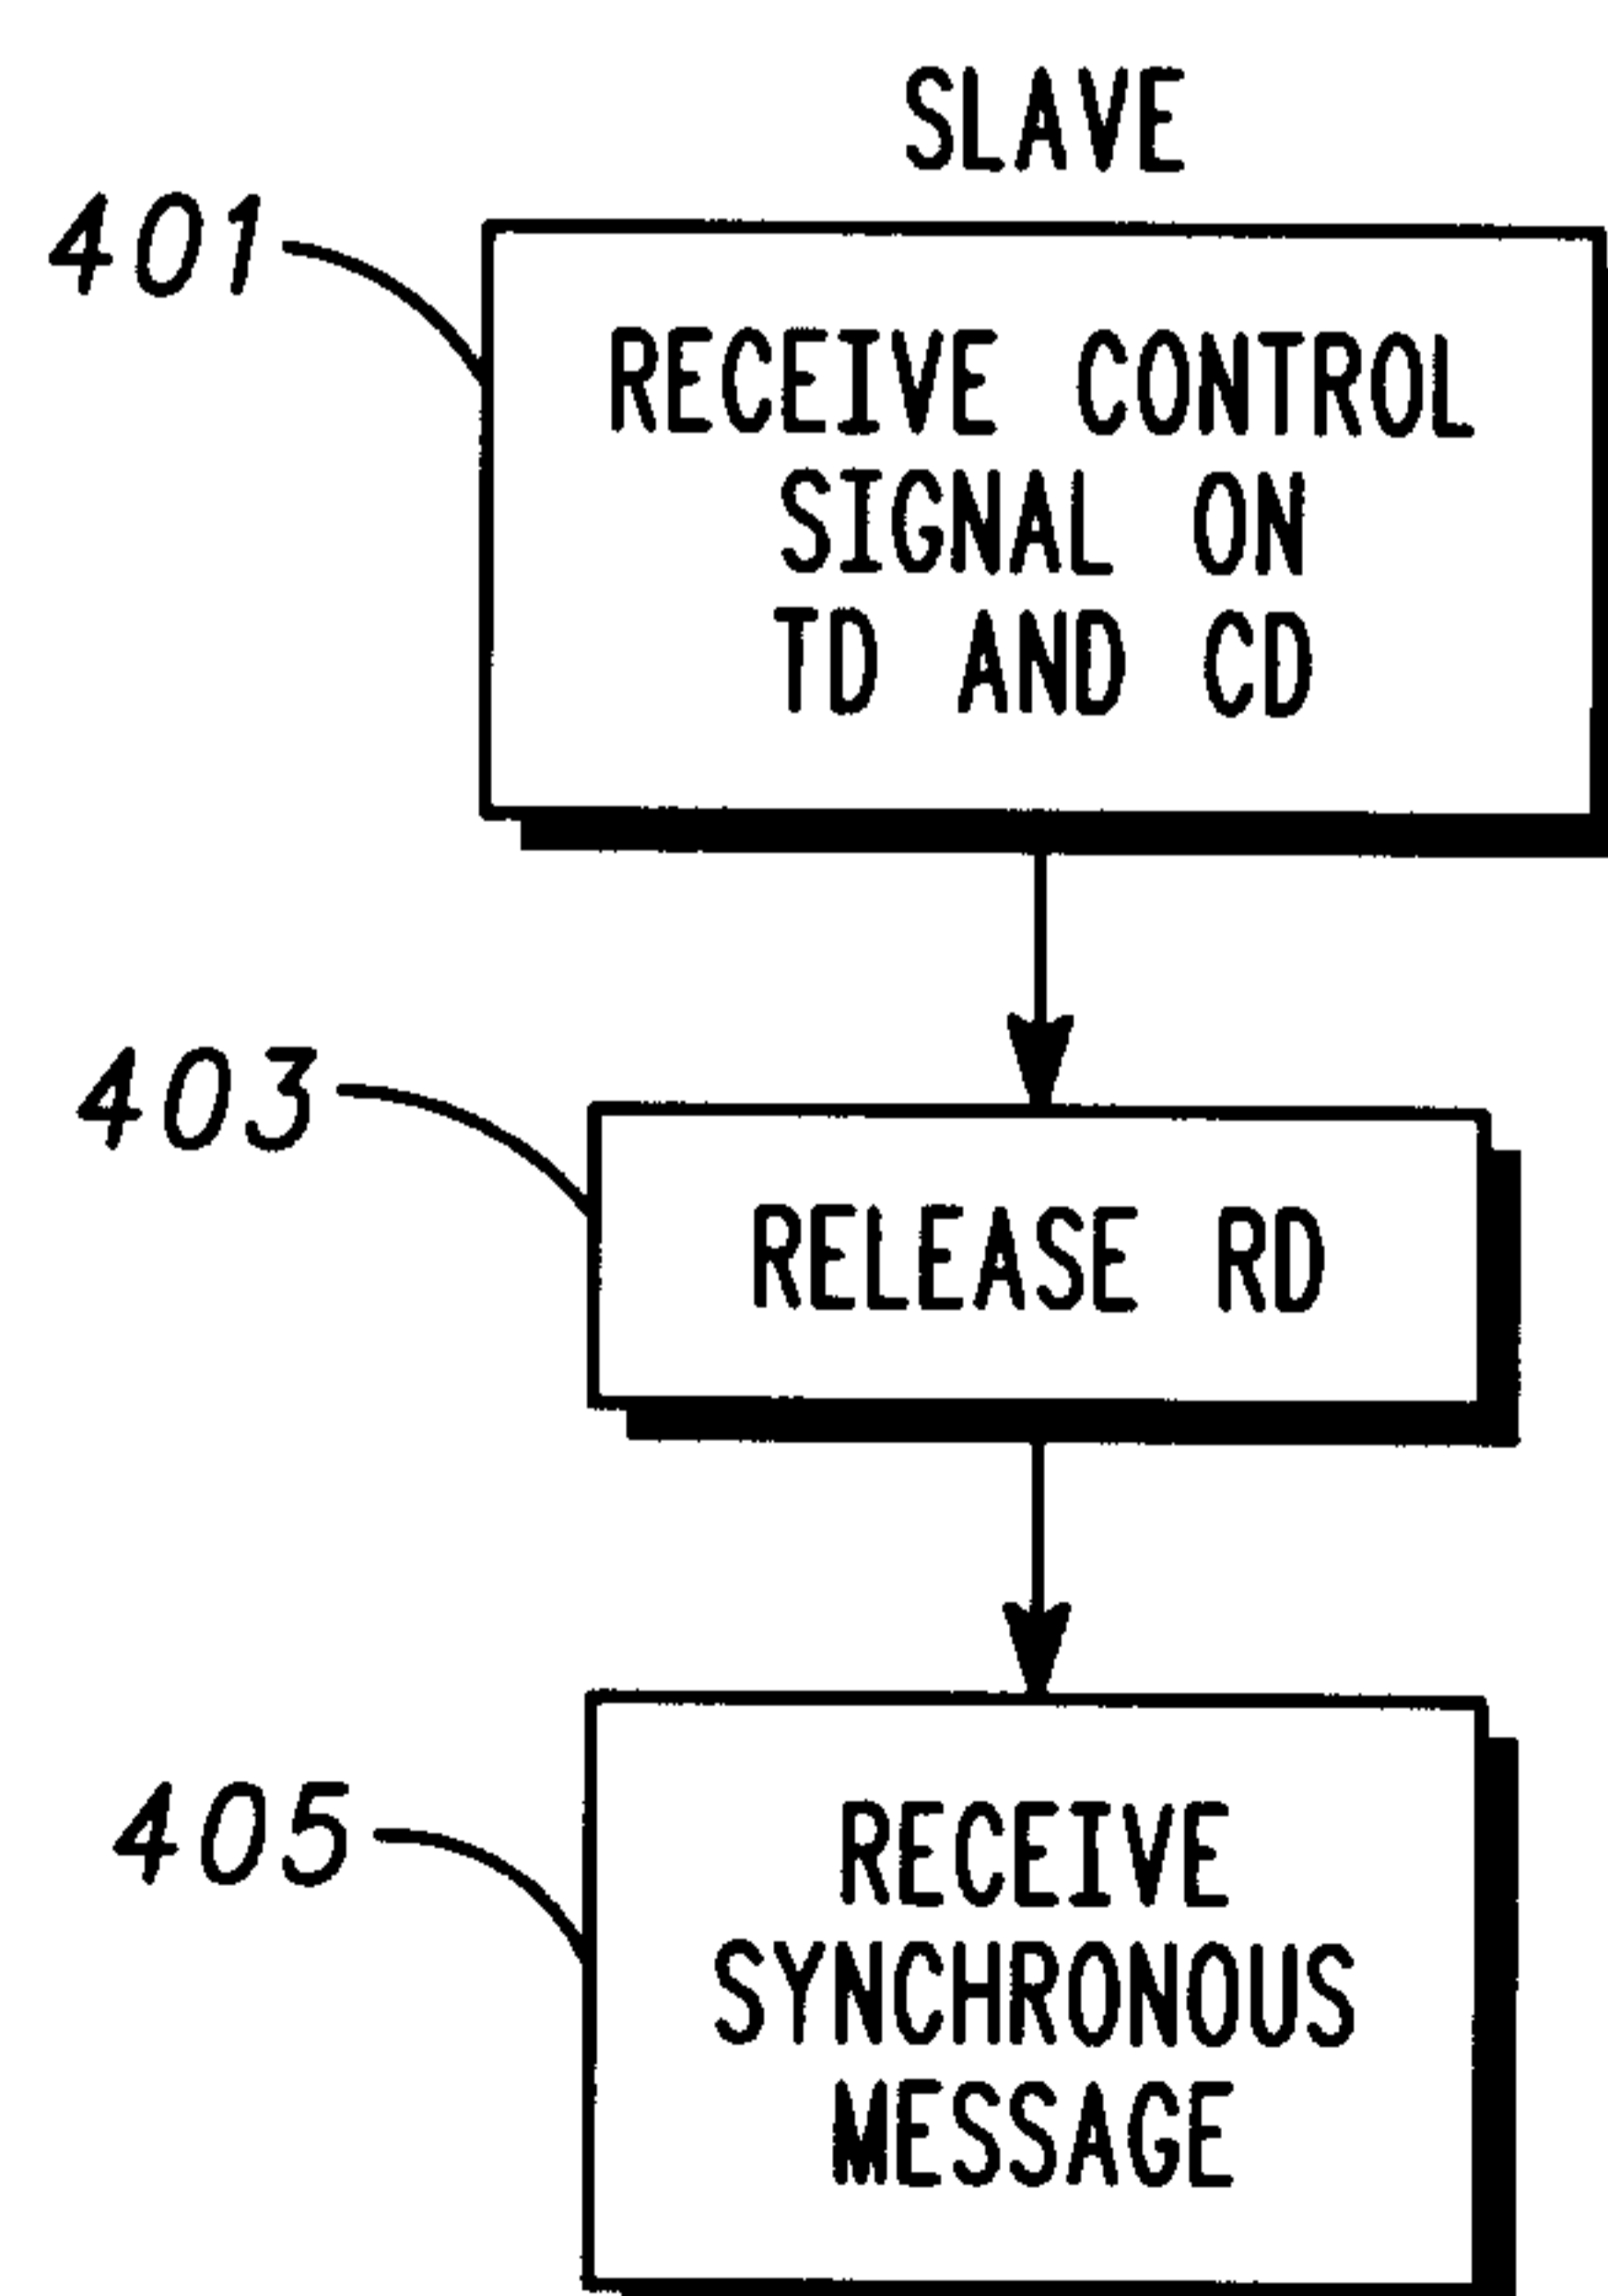 SLAVE
401
RECEIVE CONTROL
SIGNAL ON
TD AND CD
403
RELEASE RD
405
RECEIVE
SYNCHRONOUS
MESSAGE